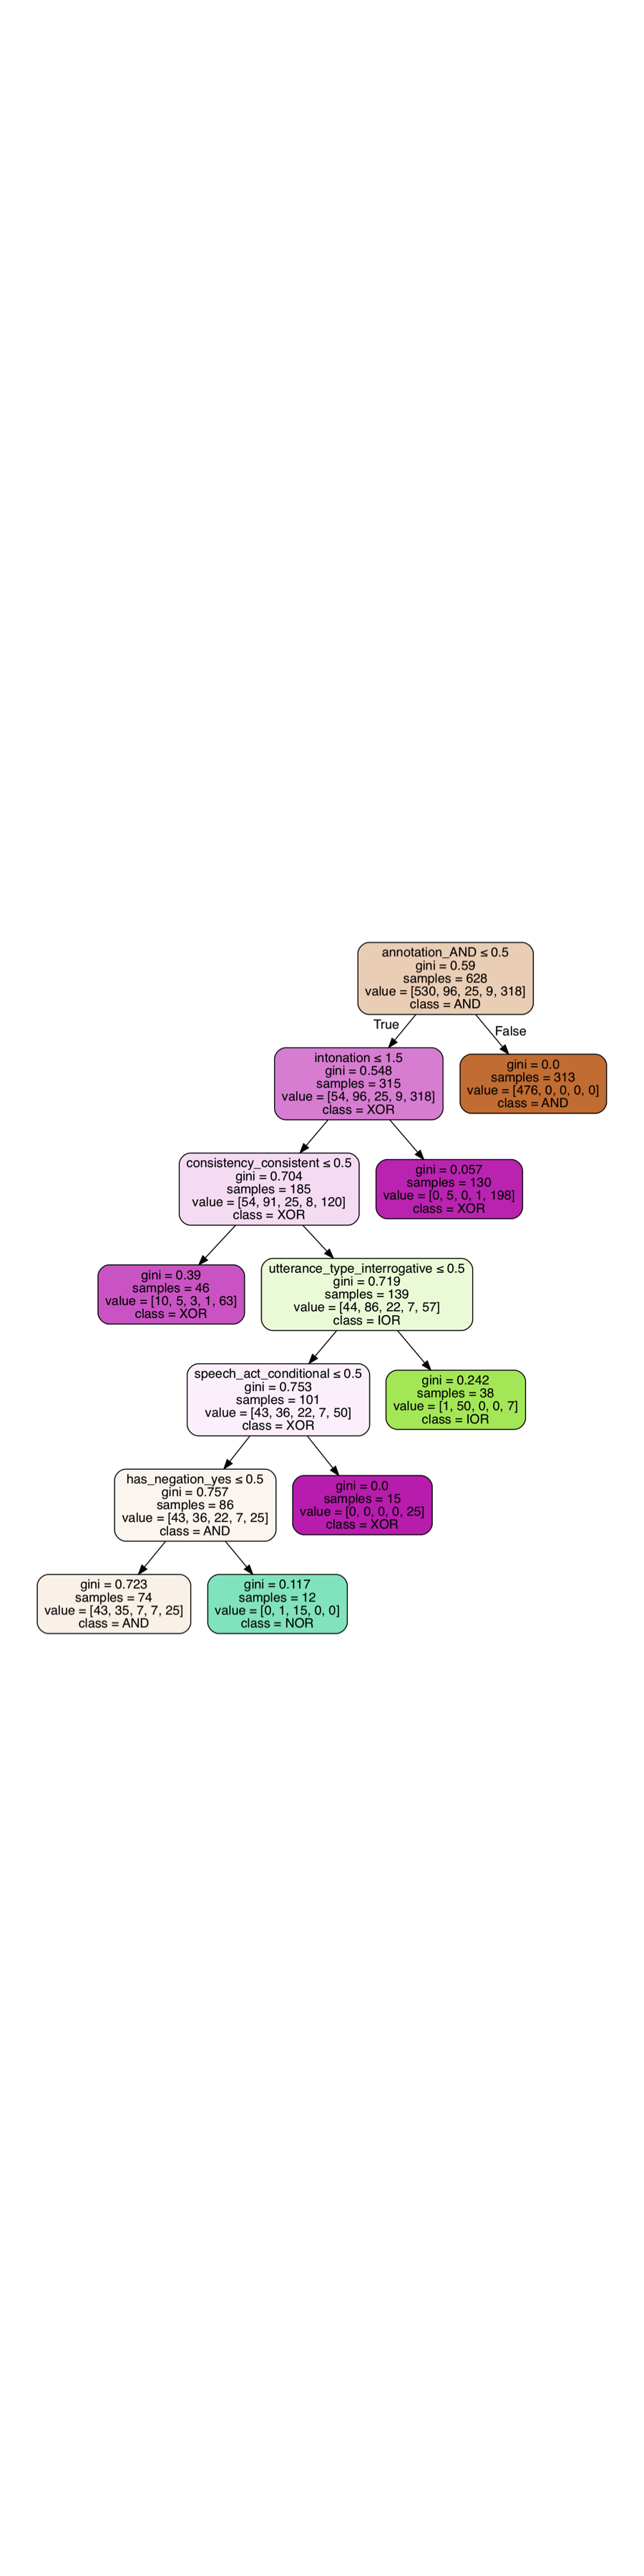 annotation_AND ≤ 0.5
gini = 0.59
samples = 628
value = [530, 96, 25, 9, 318]
class = AND
True
False
intonation ≤ 1.5
gini = 0.548
samples = 315
value = [54, 96, 25, 9, 318]
class = XOR
gini = 0.0
samples = 313
value = [476, 0, 0, 0, 0]
class = AND
consistency_consistent ≤ 0.5
gini = 0.704
samples = 185
value = [54, 91, 25, 8, 120]
class = XOR
gini = 0.057
samples = 130
value = [0, 5, 0, 1, 198]
class = XOR
gini = 0.39
samples = 46
value = [10, 5, 3, 1, 63]
class = XOR
utterance_type_interrogative ≤ 0.5
gini = 0.719
samples = 139
value = [44, 86, 22, 7, 57]
class = IOR
speech_act_conditional ≤ 0.5
gini = 0.753
samples = 101
value = [43, 36, 22, 7, 50]
class = XOR
gini = 0.242
samples = 38
value = [1, 50, 0, 0, 7]
class = IOR
has_negation_yes ≤ 0.5
gini = 0.757
samples = 86
value = [43, 36, 22, 7, 25]
class = AND
gini = 0.0
samples = 15
value = [0, 0, 0, 0, 25]
class = XOR
gini = 0.723
samples = 74
value = [43, 35, 7, 7, 25]
class = AND
gini = 0.117
samples = 12
value = [0, 1, 15, 0, 0]
class = NOR